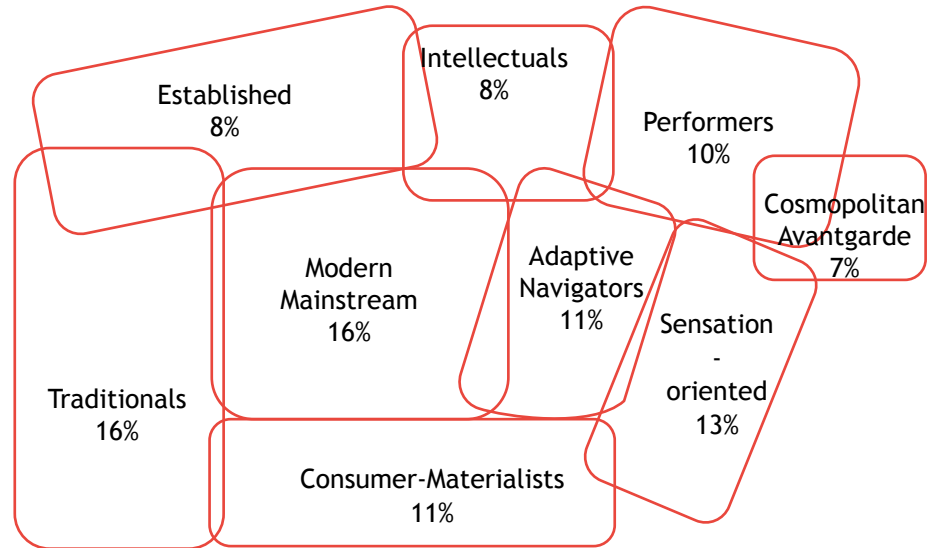 Established
8%
Intellectuals
8%
Performers
10%
Cosmopolitan
Avantgarde
7%
Modern
Mainstream
16%
Adaptive
Navigators
11%
Sensation
-
oriented
13%
Traditionals
16%
Consumer-Materialists
11%